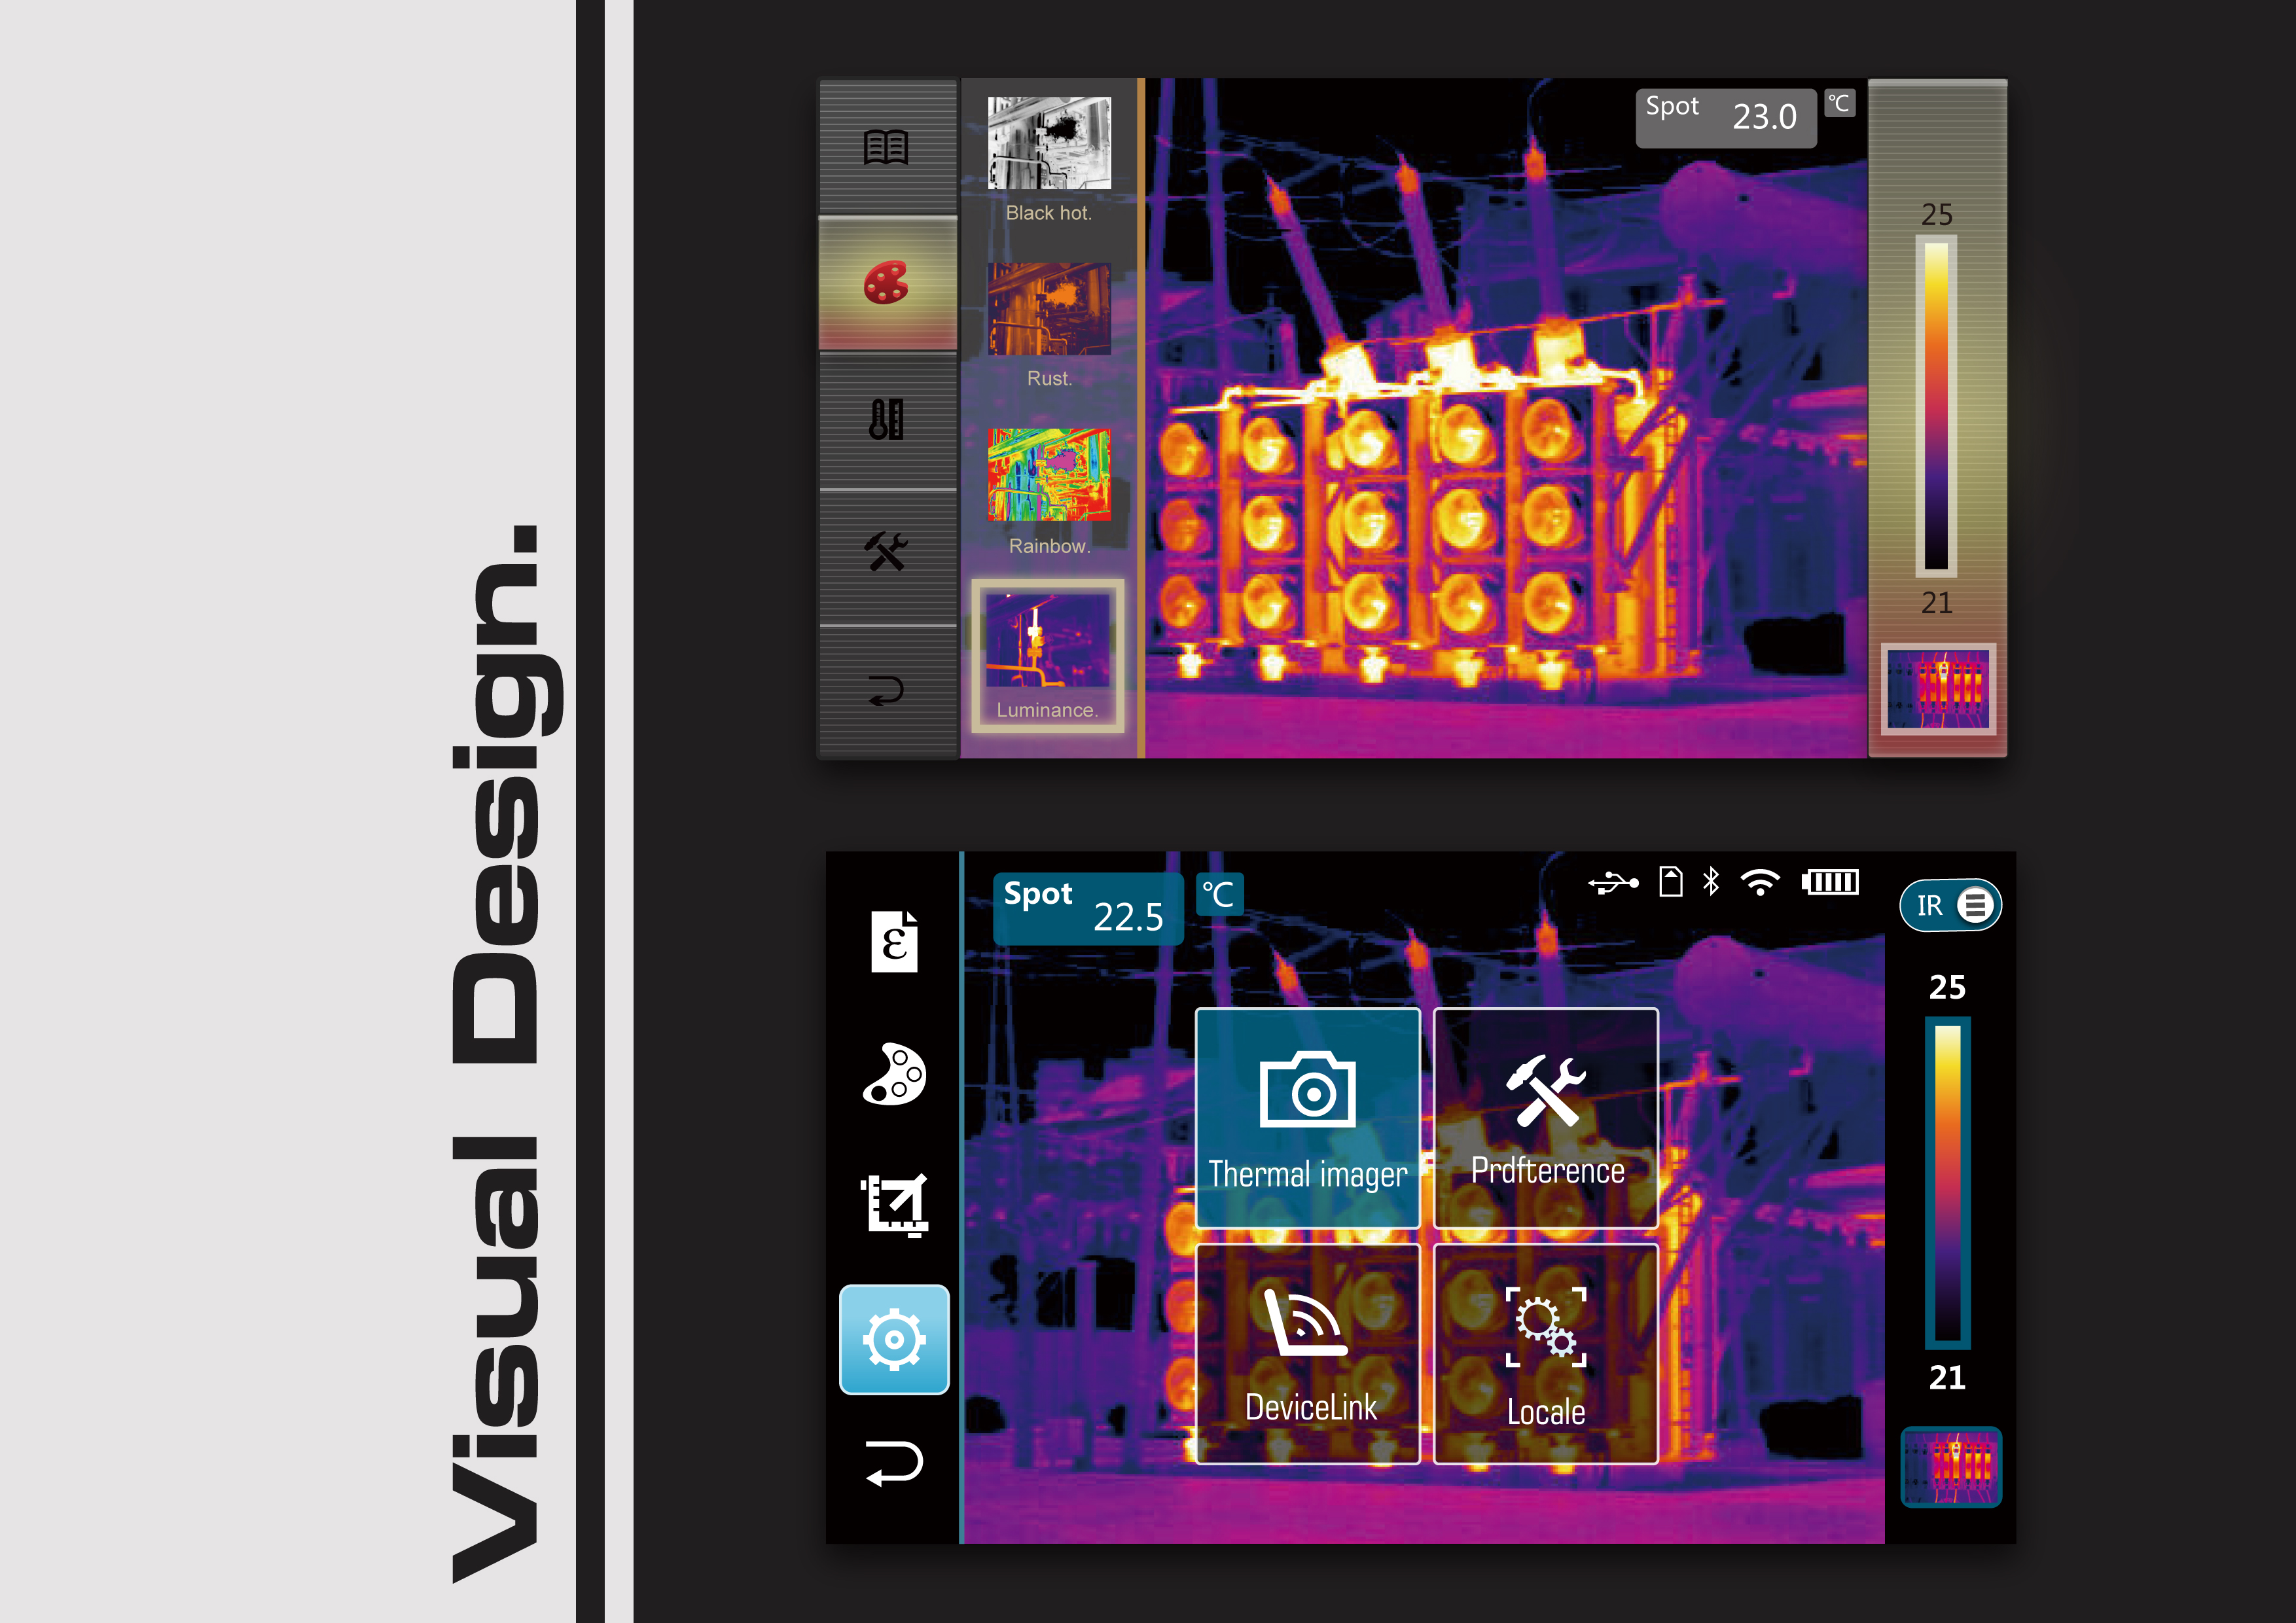 Visual Design.
Black hot.
Rust.
Rainbow.
Luminance.
Spot 23.0 °C
25
21
ε
Spot 22.5 °C
IR
25
21
Thermal imager
Prdfterence
DeviceLink
Locale